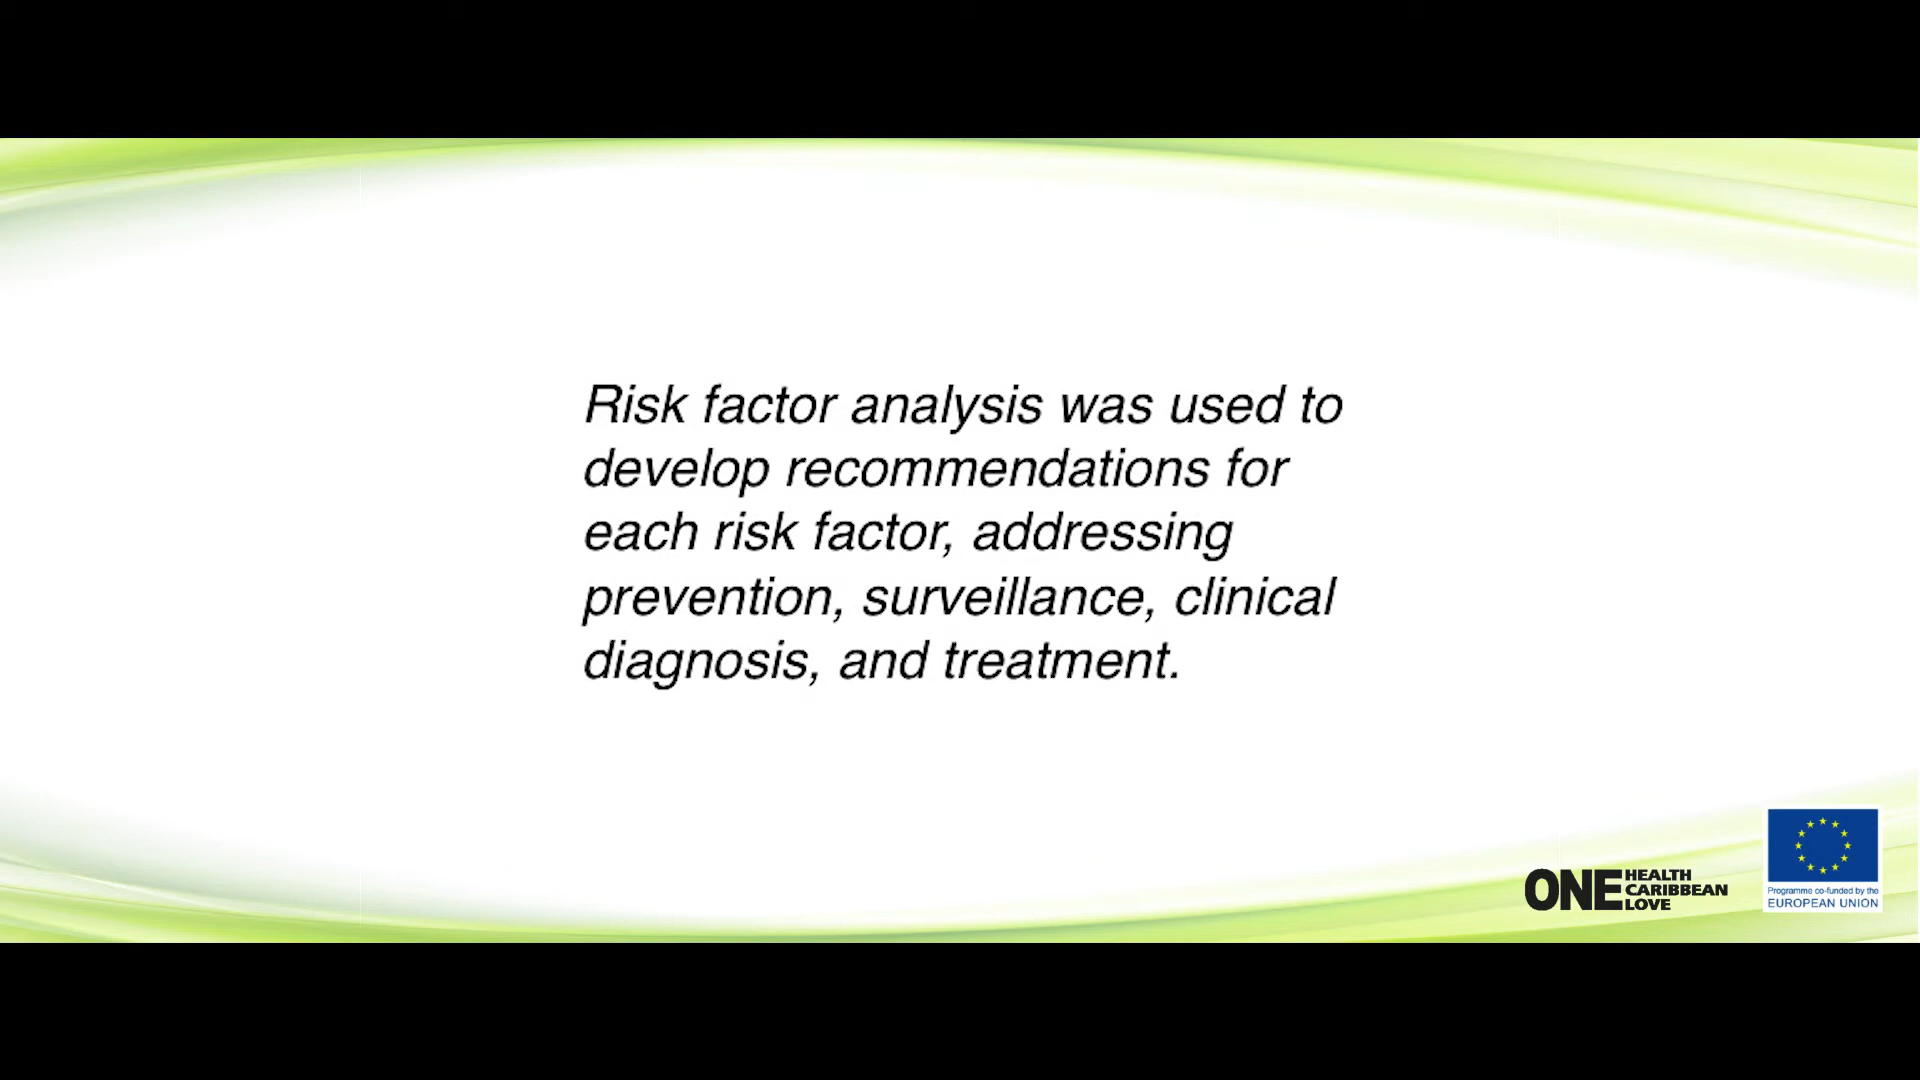 Risk factor analysis was used to
develop recommendations for
each risk factor, addressing
prevention, surveillance, clinical
diagnosis, and treatment.
ONE HEALTH
CARIBBEAN
LOVE
Programme co-funded by the
EUROPEAN UNION